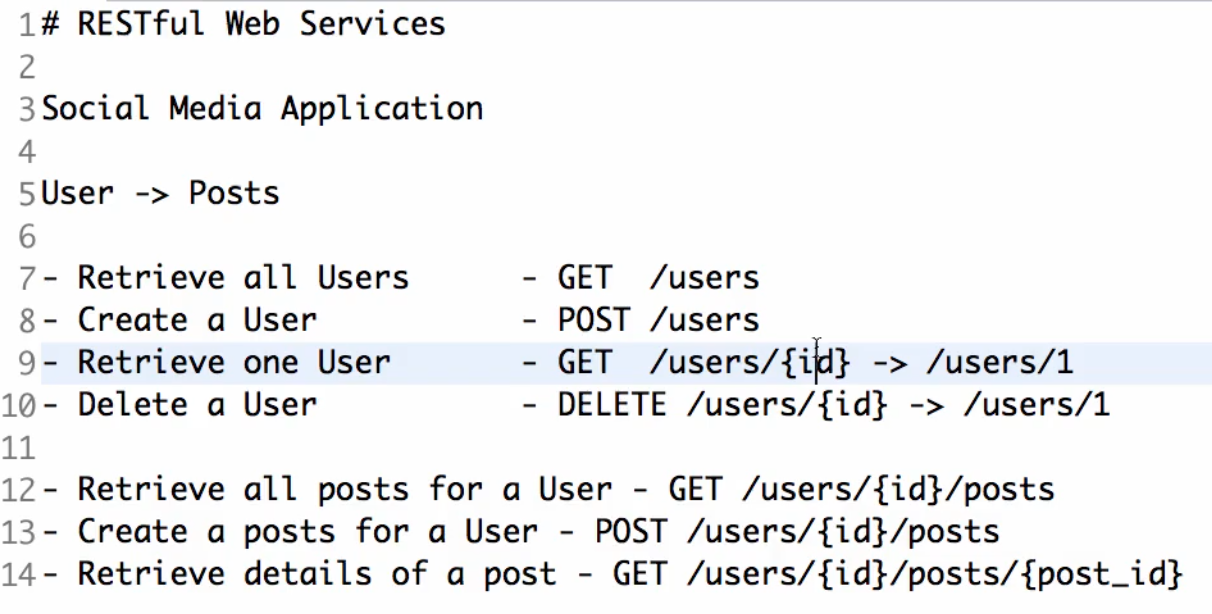 1 # RESTful Web Services
2
3 Social Media Application
4
5 User -> Posts
6
7 - Retrieve all Users      - GET  /users
8 - Create a User           - POST /users
9 - Retrieve one User       - GET  /users/{id} -> /users/1
10 - Delete a User           - DELETE /users/{id} -> /users/1
11
12 - Retrieve all posts for a User - GET /users/{id}/posts
13 - Create a posts for a User - POST /users/{id}/posts
14 - Retrieve details of a post - GET /users/{id}/posts/{post_id}